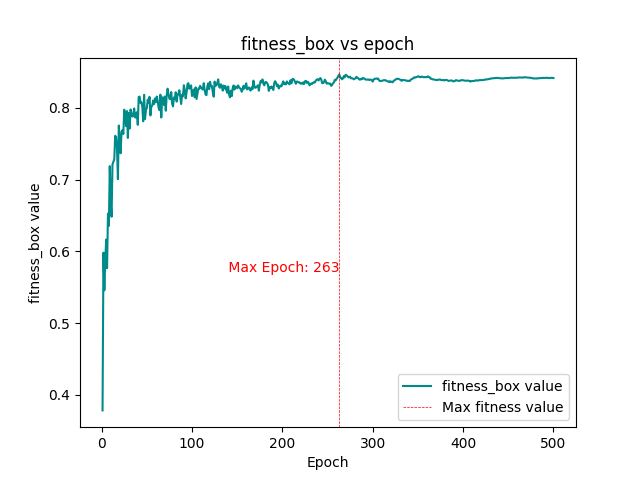 fitness_box vs epoch
fitness_box value
0.8
0.7
0.6
0.5
0.4
Max Epoch: 263
fitness_box value
Max fitness value
0
100
200
300
400
500
Epoch